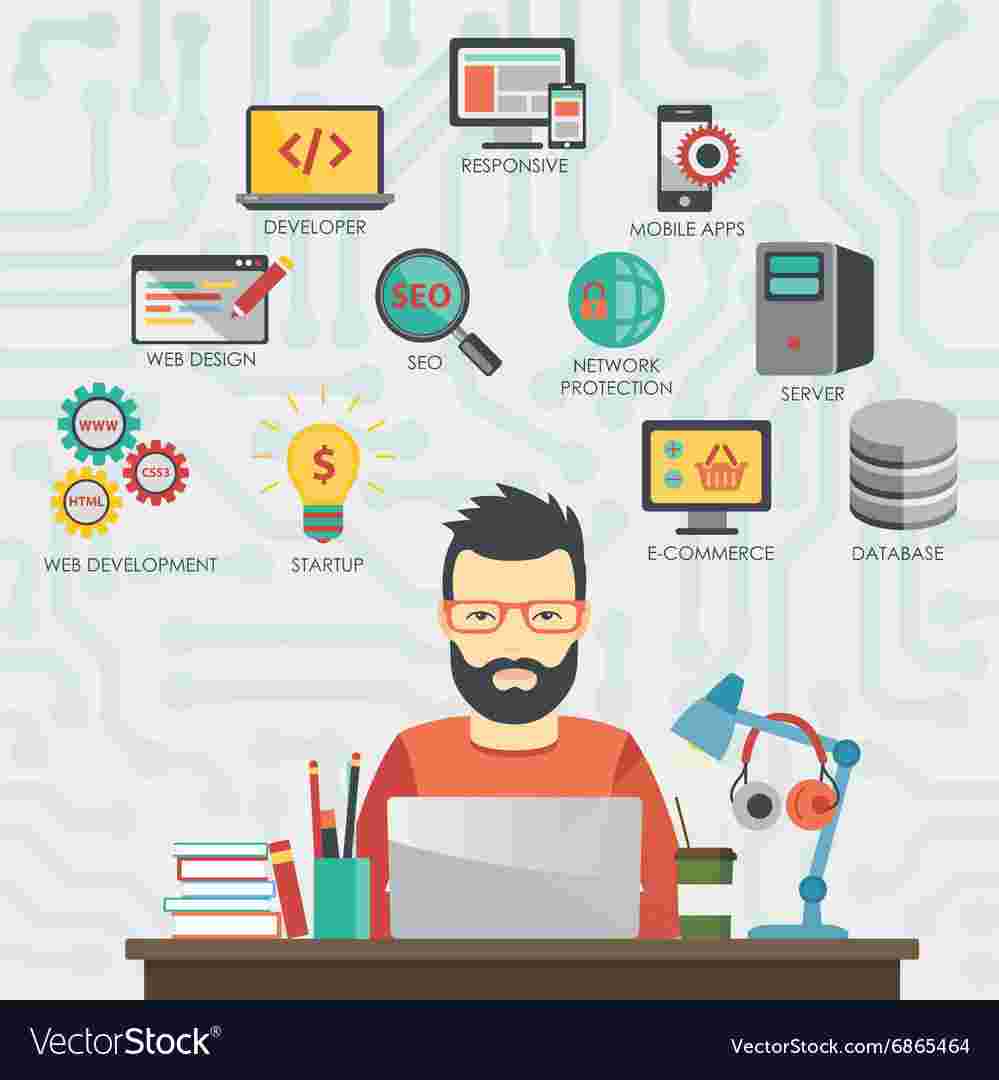 RESPONSIVE
</>
DEVELOPER
MOBILE APPS
SEO
WEB DESIGN
SEO
NETWORK
PROTECTION
SERVER
WWW
CSS3
HTML
$
WEB DEVELOPMENT
STARTUP
E-COMMERCE
DATABASE
VectorStock®
VectorStock.com/6865464